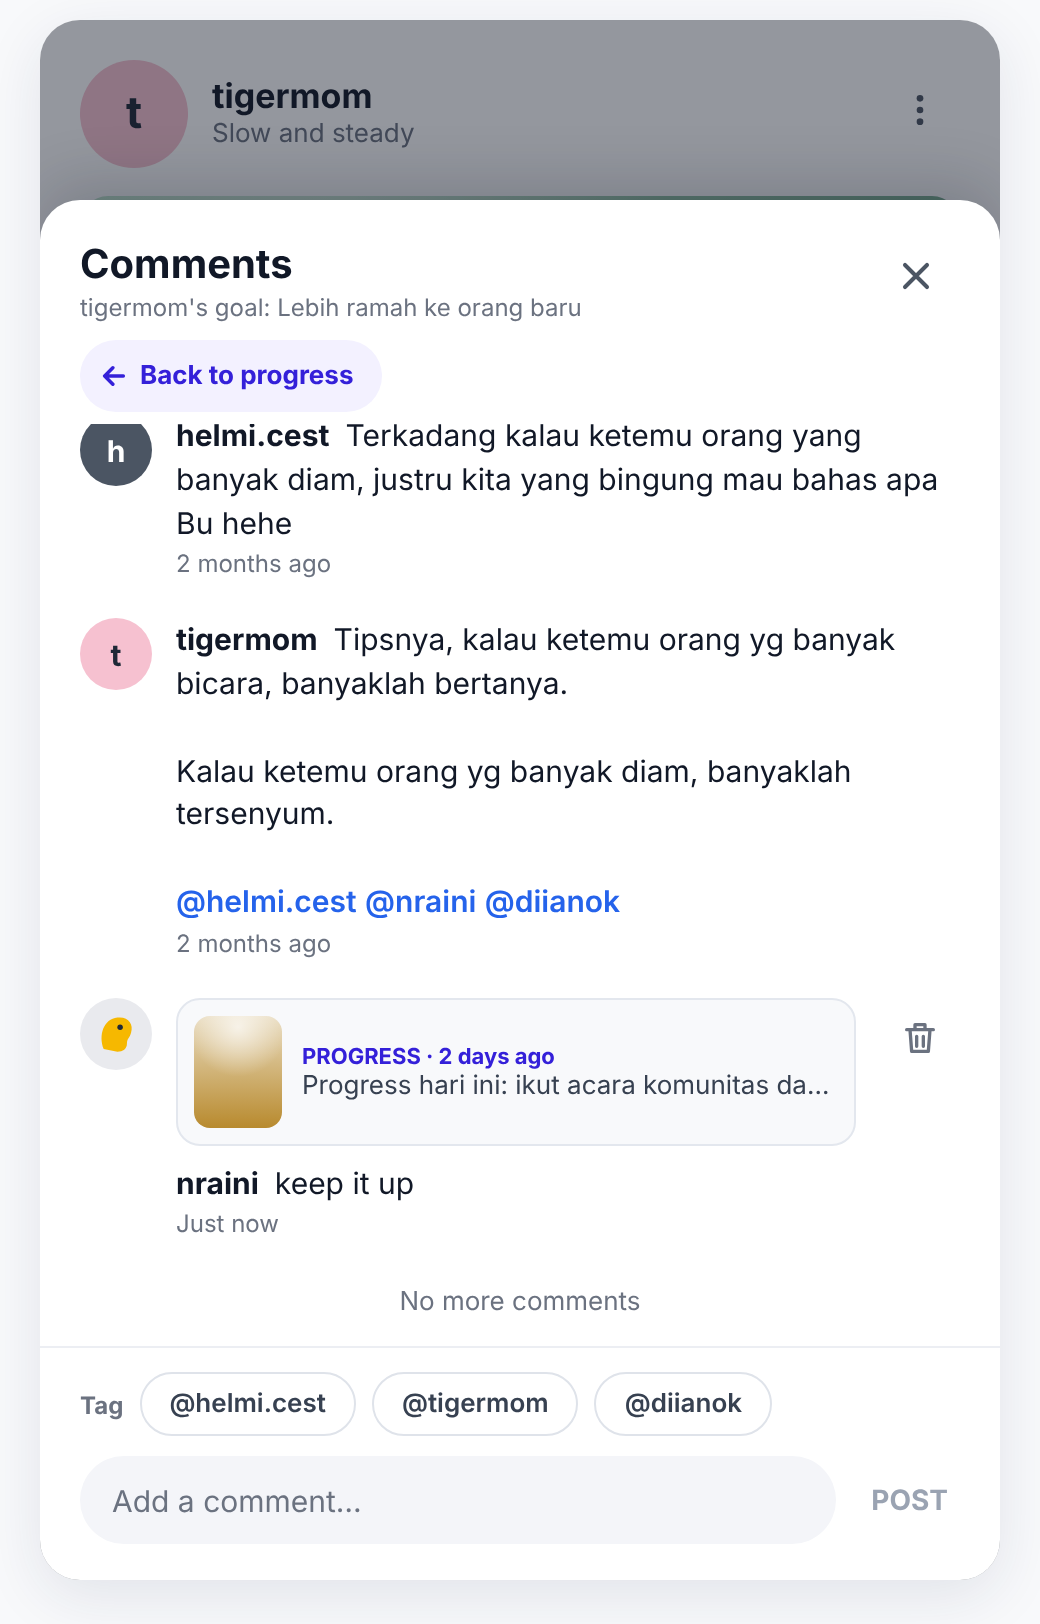 t
tigermom
Slow and steady
Comments
tigermom's goal: Lebih ramah ke orang baru
← Back to progress
h
helmi.cest Terkadang kalau ketemu orang yang
banyak diam, justru kita yang bingung mau bahas apa
Bu hehe
2 months ago
t
tigermom Tipsnya, kalau ketemu orang yg banyak
bicara, banyaklah bertanya.
Kalau ketemu orang yg banyak diam, banyaklah
tersenyum.
@helmi.cest @nraini @diianok
2 months ago
PROGRESS · 2 days ago
Progress hari ini: ikut acara komunitas da...
nraini keep it up
Just now
No more comments
Tag @helmi.cest @tigermom @diianok
Add a comment...
POST